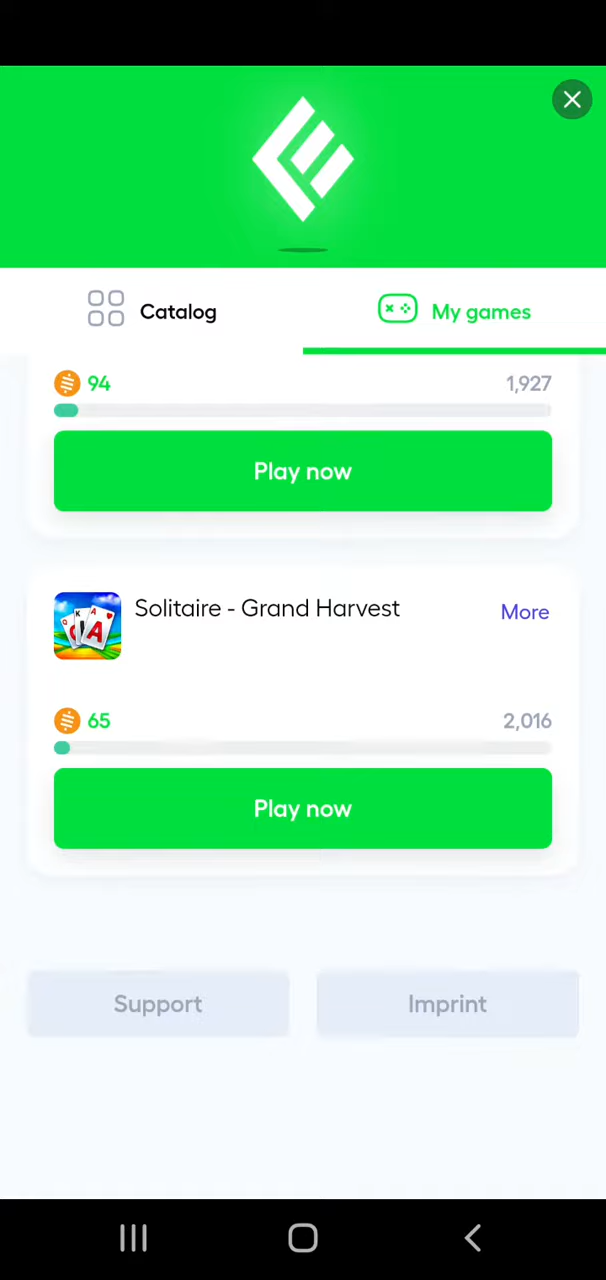 Catalog
My games
94
1,927
Play now
Solitaire - Grand Harvest
More
65
2,016
Play now
Support
Imprint